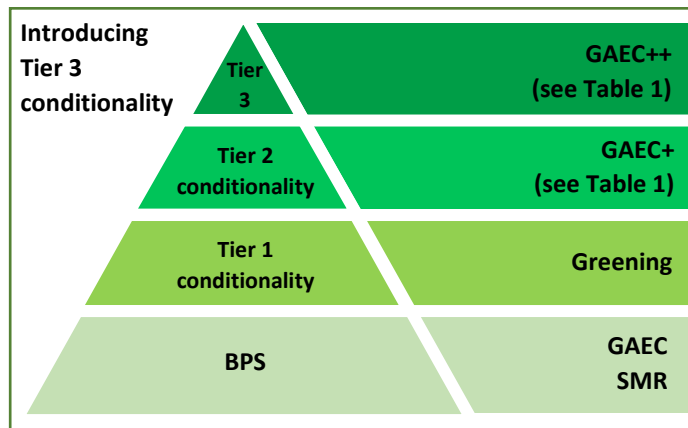 Introducing
Tier 3
conditionality
Tier
3
GAEC++
(see Table 1)
Tier 2
conditionality
GAEC+
(see Table 1)
Tier 1
conditionality
Greening
BPS
GAEC
SMR